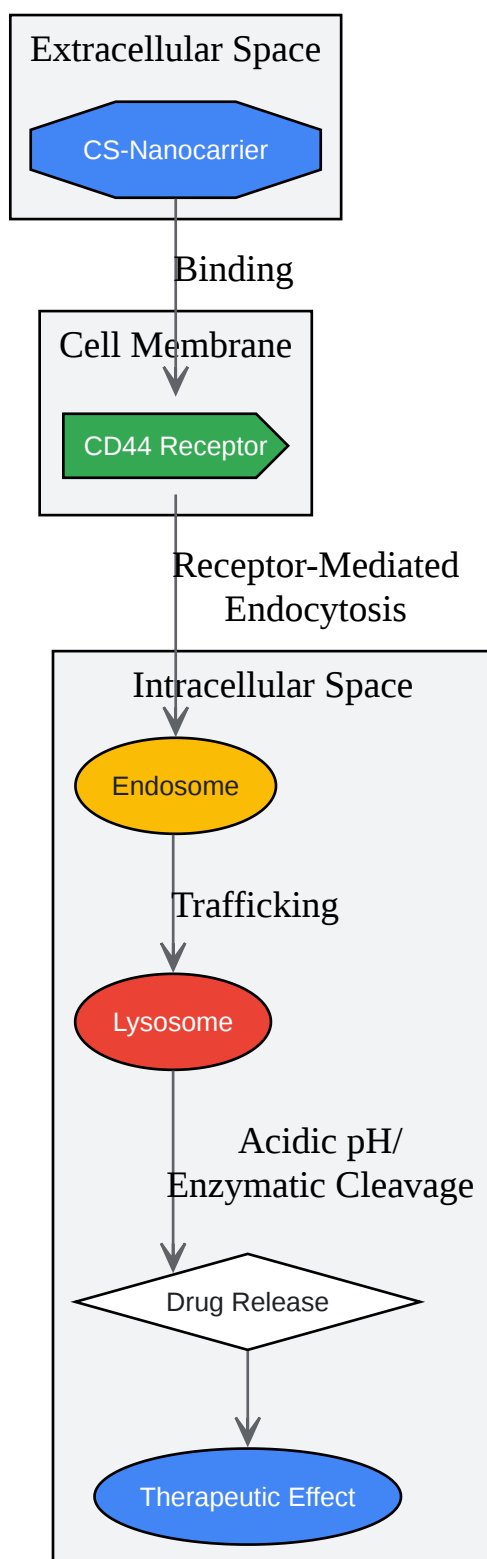 Extracellular Space
CS-Nanocarrier
Binding
Cell Membrane
CD44 Receptor
Receptor-Mediated
Endocytosis
Intracellular Space
Endosome
Trafficking
Lysosome
Acidic pH/
Enzymatic Cleavage
Drug Release
Therapeutic Effect